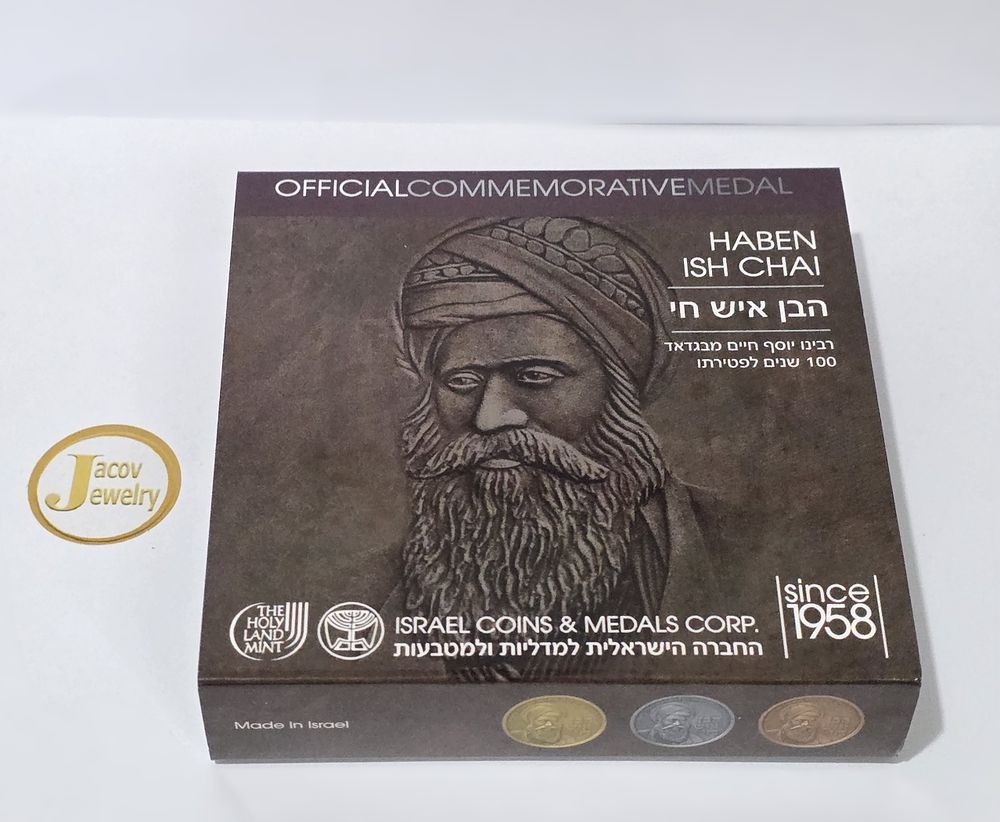 OFFICIALCOMMEMORATIVEMEDAL
HABEN
ISH CHAI
הבן איש חי
רבינו יוסף חיים מבגדאד
100 שנים לפטירתו
Jacov
Jewelry
since
1958
THE
HOLY
LAND
MINT
ISRAEL COINS & MEDALS CORP.
החברה הישראלית למדליות ולמטבעות
Made in Israel